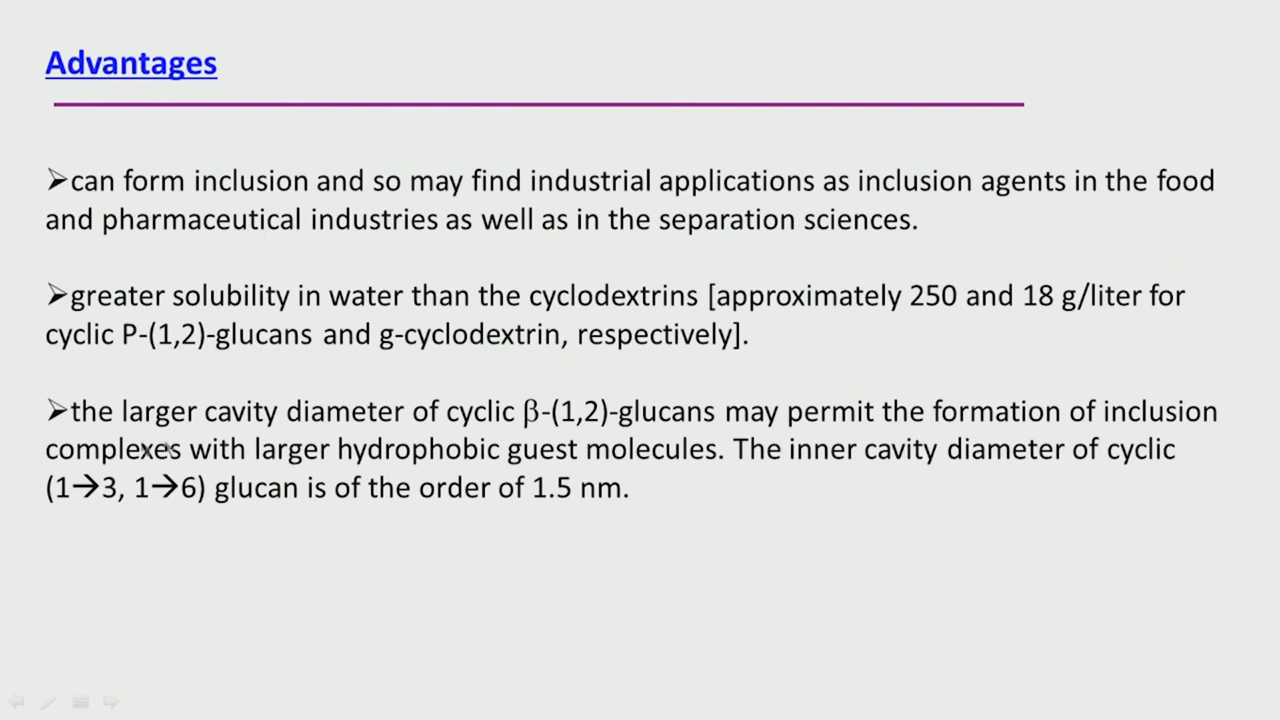 Advantages
➢can form inclusion and so may find industrial applications as inclusion agents in the food
and pharmaceutical industries as well as in the separation sciences.
➢greater solubility in water than the cyclodextrins [approximately 250 and 18 g/liter for
cyclic P-(1,2)-glucans and g-cyclodextrin, respectively].
➢the larger cavity diameter of cyclic β-(1,2)-glucans may permit the formation of inclusion
complexes with larger hydrophobic guest molecules. The inner cavity diameter of cyclic
(1→3, 1→6) glucan is of the order of 1.5 nm.